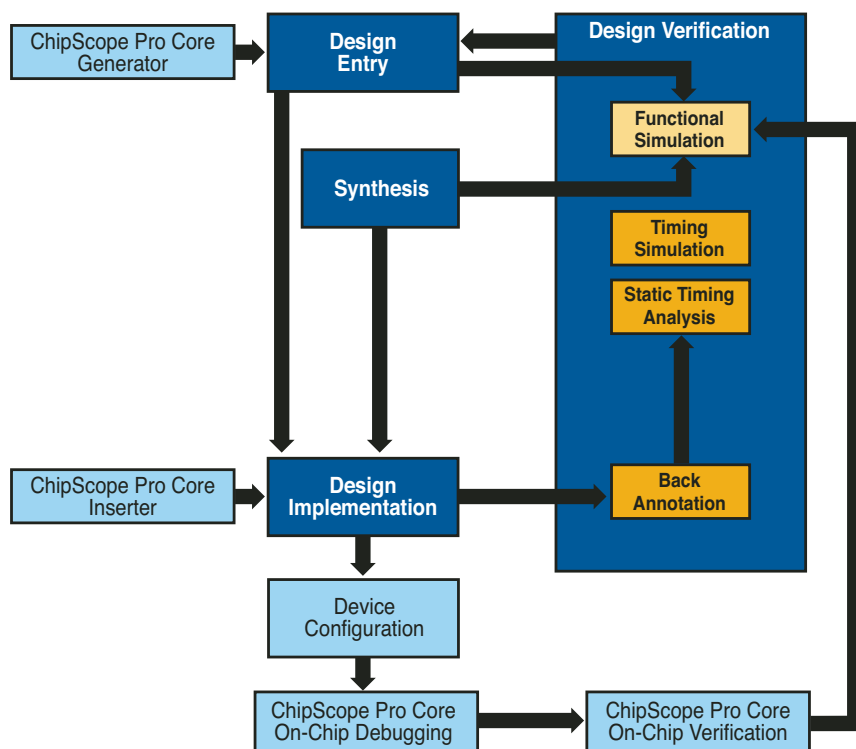 ChipScope Pro Core
Generator
Design
Entry
Design Verification
Functional
Simulation
Synthesis
Timing
Simulation
Static Timing
Analysis
ChipScope Pro Core
Inserter
Design
Implementation
Back
Annotation
Device
Configuration
ChipScope Pro Core
On-Chip Debugging
ChipScope Pro Core
On-Chip Verification